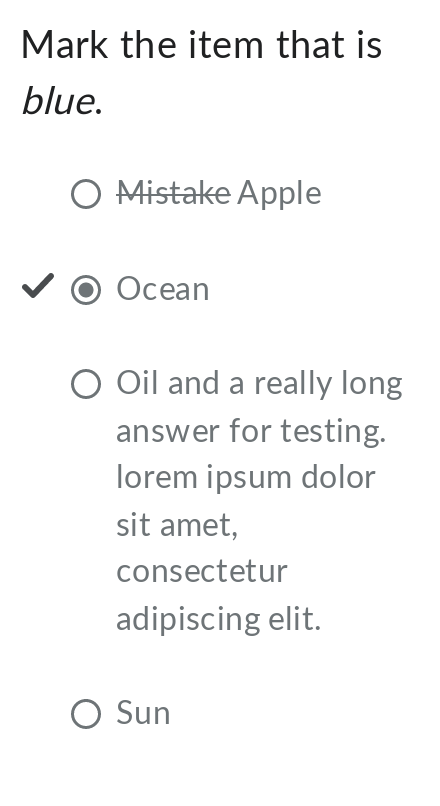 Mark the item that is
blue.
Mistake Apple
Ocean
Oil and a really long
answer for testing.
lorem ipsum dolor
sit amet,
consectetur
adipiscing elit.
Sun